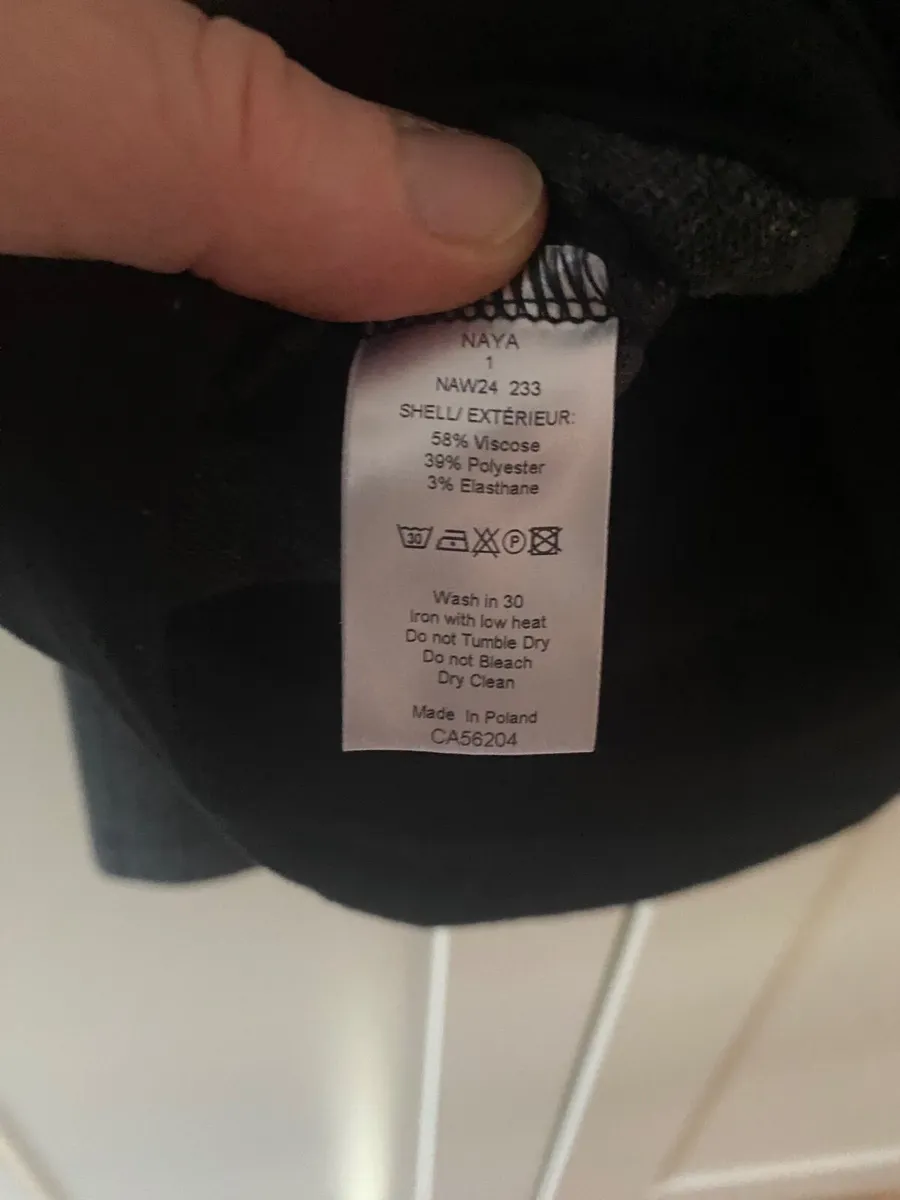 NAYA
1
NAW24 233
SHELL/ EXTÉRIEUR:
58% Viscose
39% Polyester
3% Elasthane
30 P
Wash in 30
Iron with low heat
Do not Tumble Dry
Do not Bleach
Dry Clean
Made In Poland
CA56204